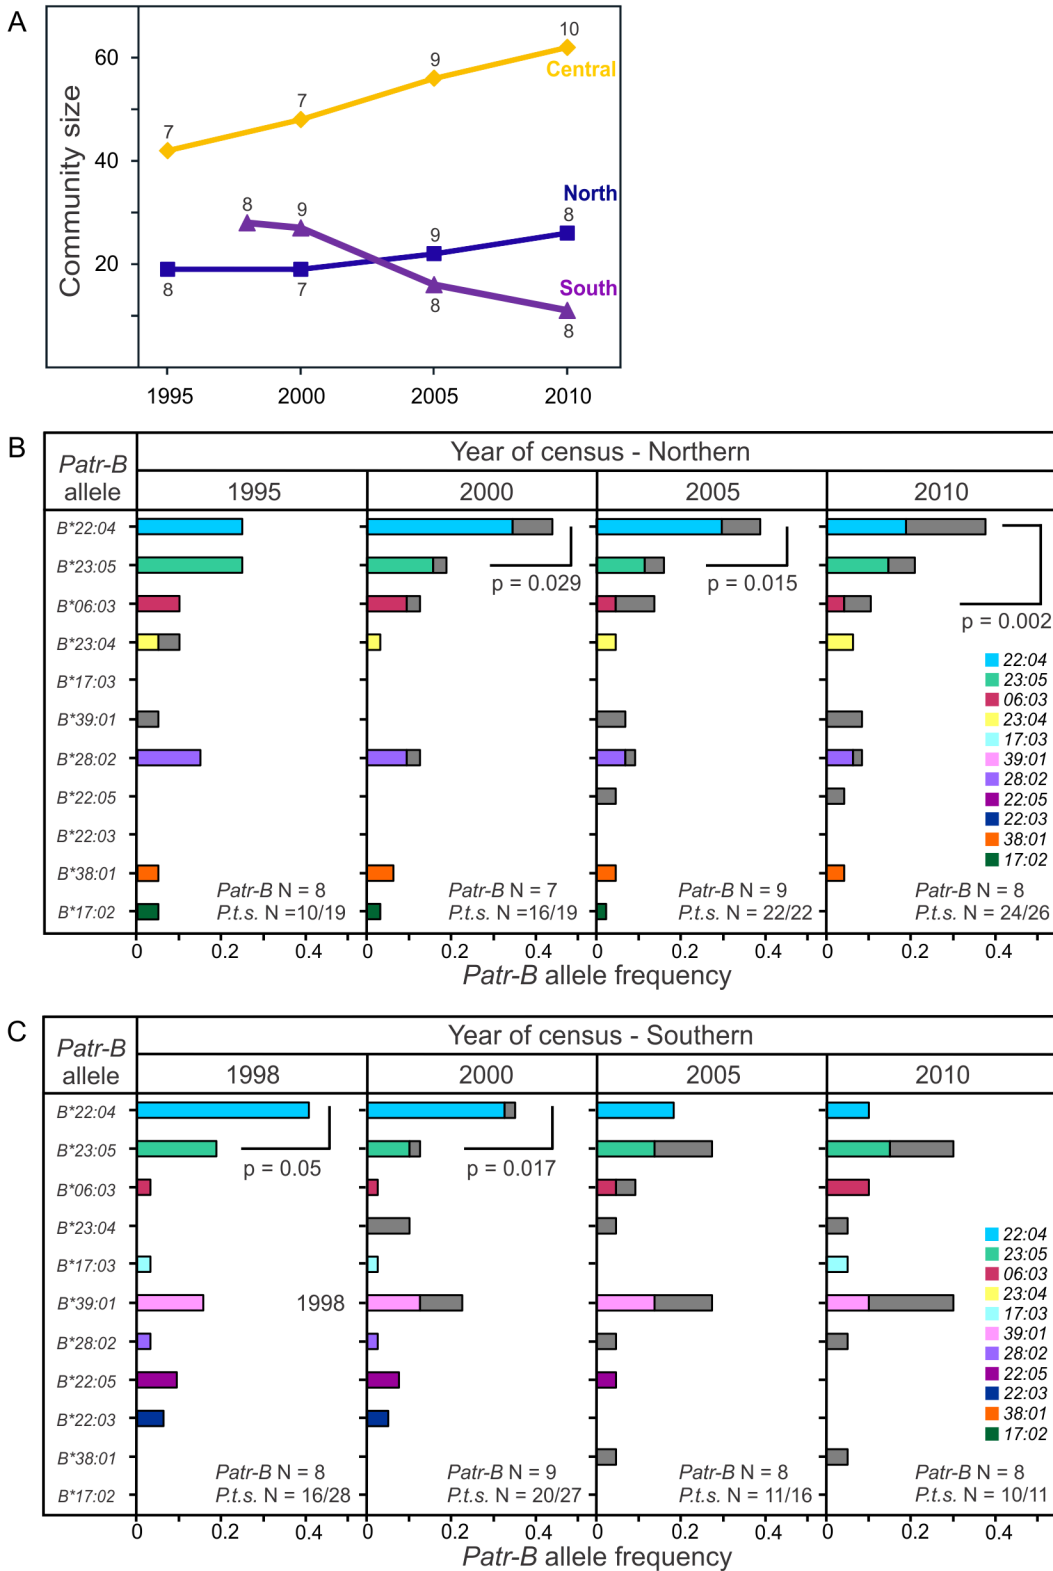 A
Community size
60
40
20
7
7
9
10
Central
8
9
8
8
South
8
7
9
8
North
1995
2000
2005
2010
B
Patr-B
allele
Year of census - Northern
1995
2000
2005
2010
B*22:04
B*23:05
B*06:03
B*23:04
B*17:03
B*39:01
B*28:02
B*22:05
B*22:03
B*38:01
B*17:02
p = 0.029
p = 0.015
p = 0.002
22:04
23:05
06:03
23:04
17:03
39:01
28:02
22:05
22:03
38:01
17:02
Patr-B N = 8
P.t.s. N =10/19
Patr-B N = 7
P.t.s. N =16/19
Patr-B N = 9
P.t.s. N = 22/22
Patr-B N = 8
P.t.s. N = 24/26
0 0.2 0.4
0 0.2 0.4
0 0.2 0.4
0 0.2 0.4
Patr-B allele frequency
C
Patr-B
allele
Year of census - Southern
1998
2000
2005
2010
B*22:04
B*23:05
B*06:03
B*23:04
B*17:03
B*39:01
B*28:02
B*22:05
B*22:03
B*38:01
B*17:02
p = 0.05
p = 0.017
1998
22:04
23:05
06:03
23:04
17:03
39:01
28:02
22:05
22:03
38:01
17:02
Patr-B N = 8
P.t.s. N = 16/28
Patr-B N = 9
P.t.s. N = 20/27
Patr-B N = 8
P.t.s. N = 11/16
Patr-B N = 8
P.t.s. N = 10/11
0 0.2 0.4
0 0.2 0.4
0 0.2 0.4
0 0.2 0.4
Patr-B allele frequency